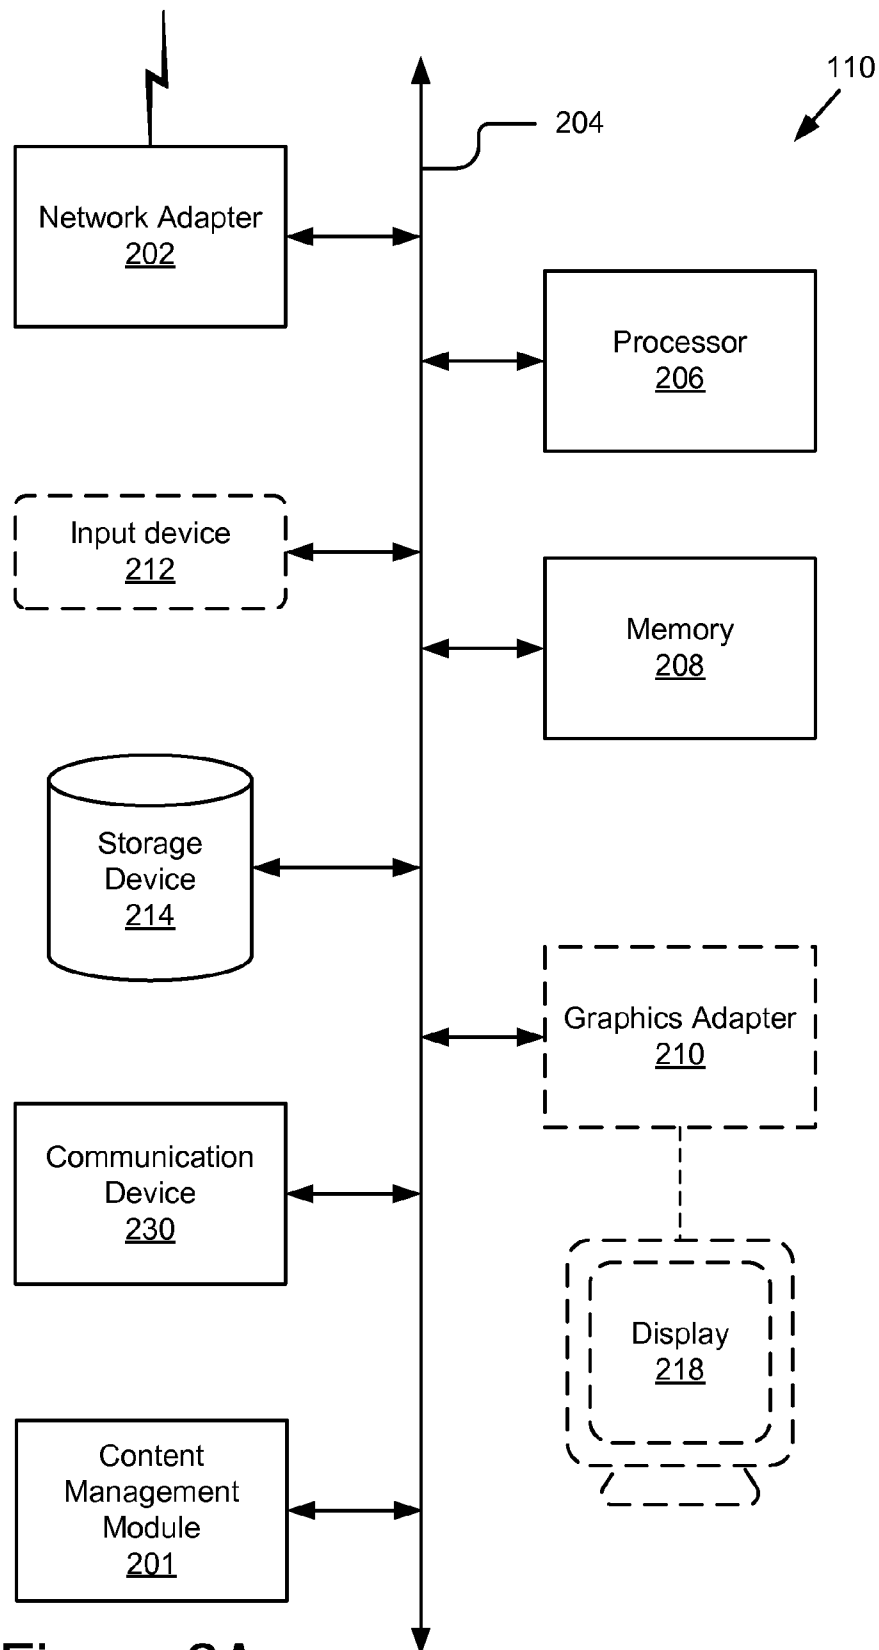 110
204
Network Adapter
202
Processor
206
Input device
212
Memory
208
Storage
Device
214
Graphics Adapter
210
Communication
Device
230
Display
218
Content
Management
Module
201